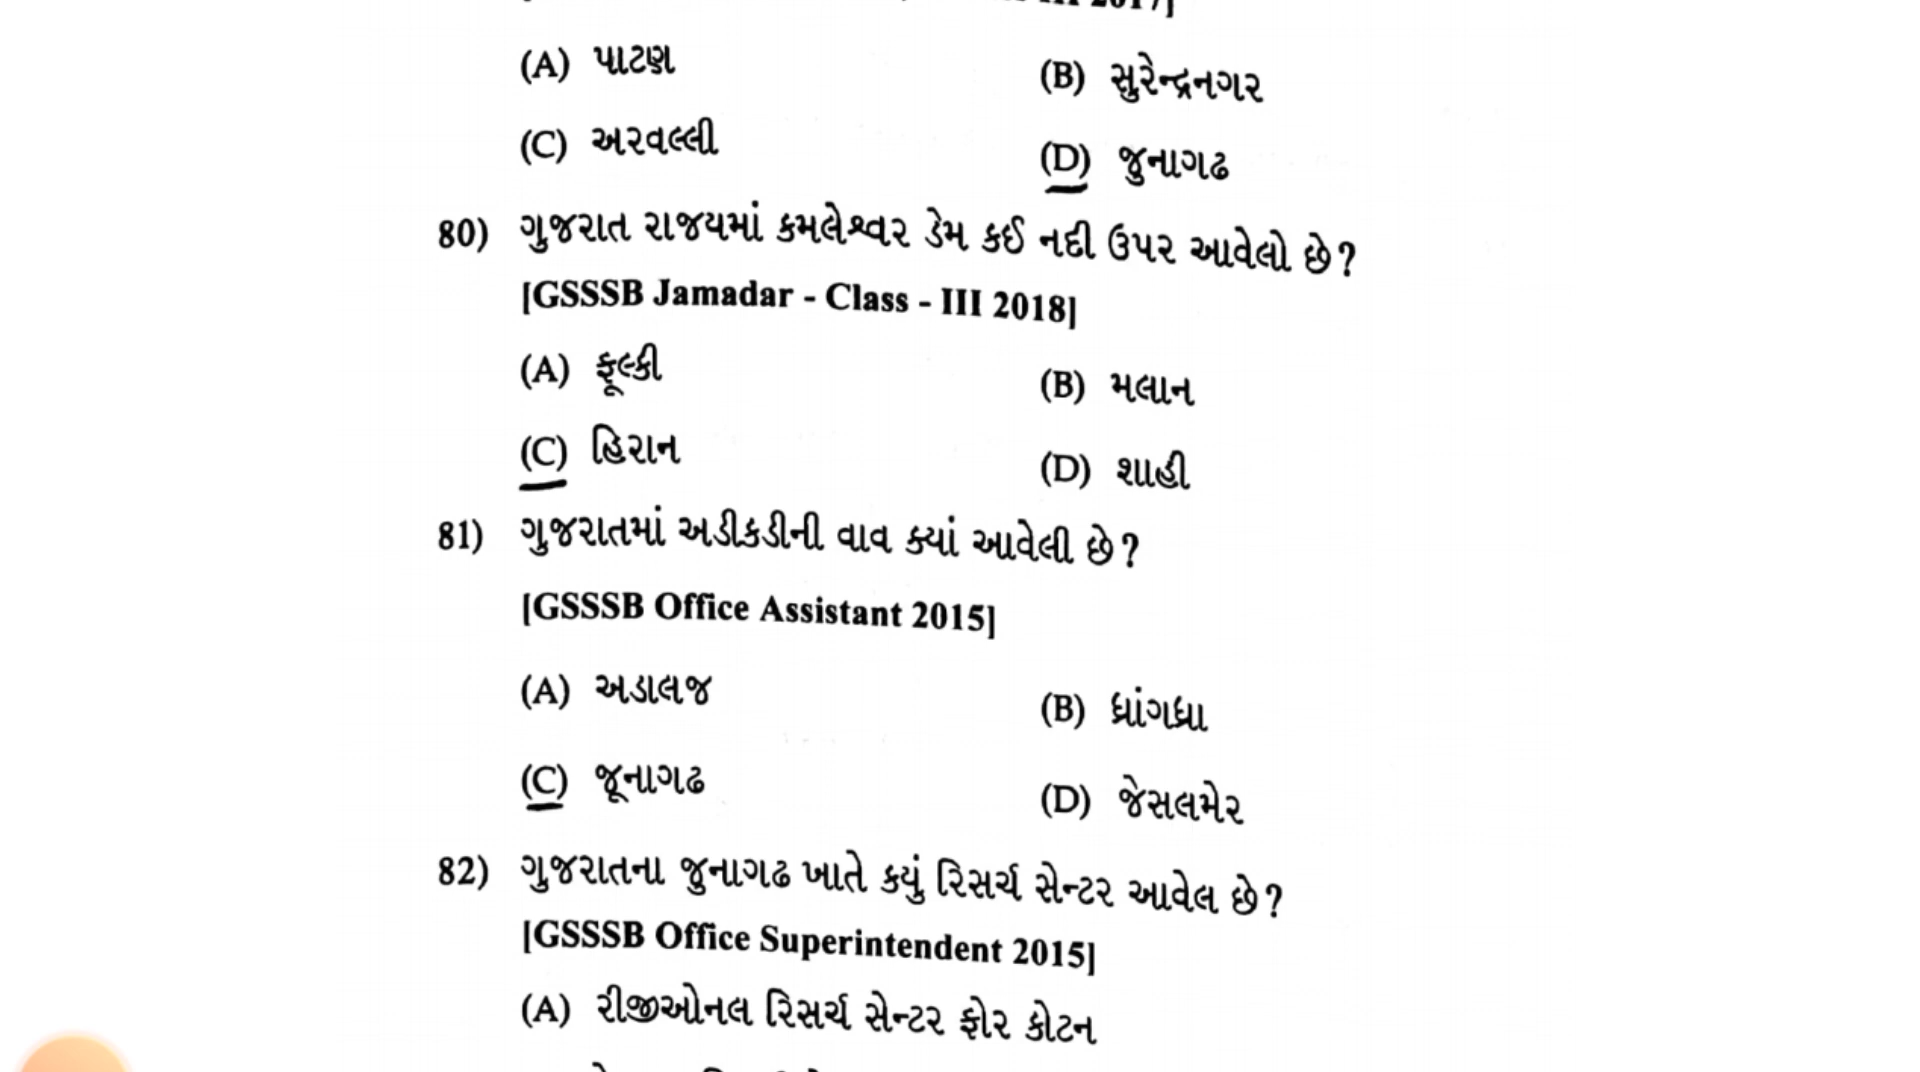 2017]
(A) પાટણ
(B) સુરેન્દ્રનગર
(C) અરવલ્લી
(D) જુનાગઢ
80) ગુજરાત રાજયમાં કમલેશ્વર ડેમ કઈ નદી ઉપર આવેલો છે?
[GSSSB Jamadar - Class - III 2018]
(A) ફૂલ્કી
(B) મલાન
(C) હિરાન
(D) શાહી
81) ગુજરાતમાં અડીકડીની વાવ ક્યાં આવેલી છે?
[GSSSB Office Assistant 2015]
(A) અડાલજ
(B) ધ્રાંગધ્રા
(C) જૂનાગઢ
(D) જેસલમેર
82) ગુજરાતના જુનાગઢ ખાતે કયું રિસર્ચ સેન્ટર આવેલ છે?
[GSSSB Office Superintendent 2015]
(A) રીજીઓનલ રિસર્ચ સેન્ટર ફોર કોટન